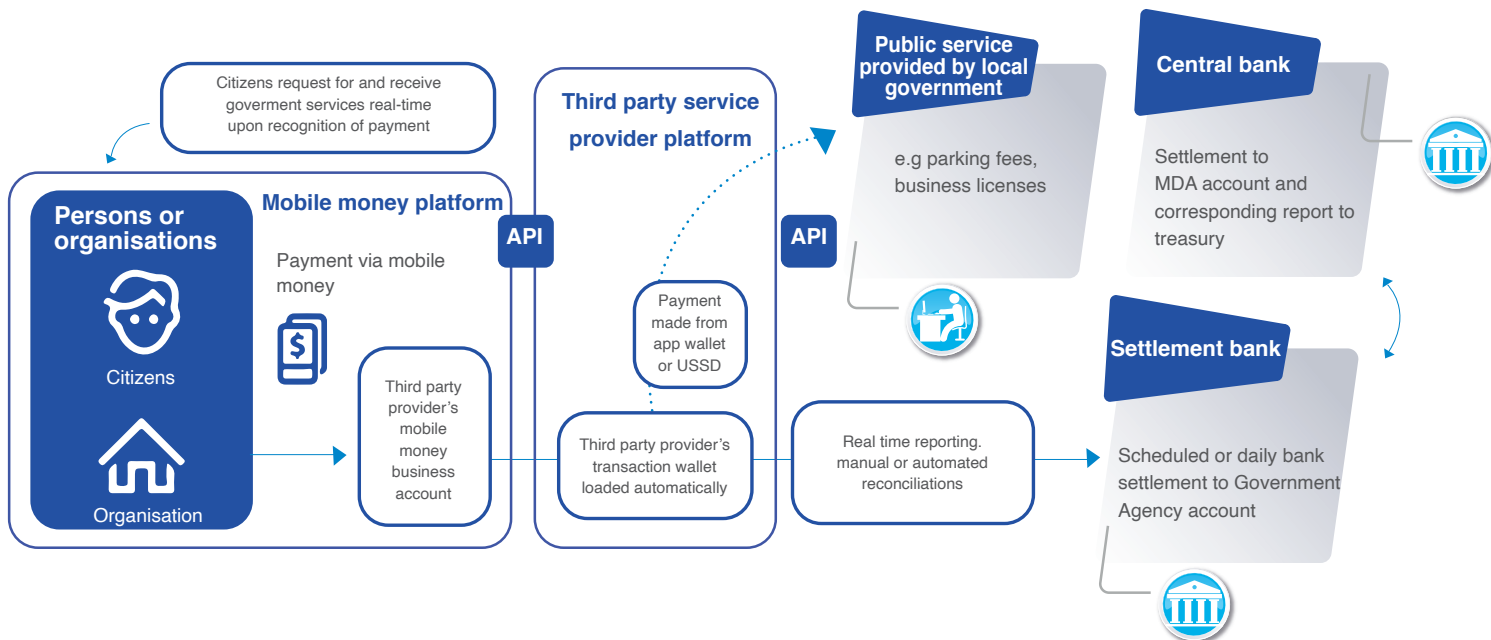 Citizens request for and receive
goverment services real-time
upon recognition of payment
Mobile money platform
Persons or
organisations
Citizens
Organisation
Payment via mobile
money
$
Third party
provider's
mobile
money
business
account
API
Third party service
provider platform
Payment
made from
app wallet
or USSD
Third party provider's
transaction wallet
loaded automatically
API
Public service
provided by local
government
e.g parking fees,
business licenses
Real time reporting.
manual or automated
reconciliations
Central bank
Settlement to
MDA account and
corresponding report to
treasury
Settlement bank
Scheduled or daily bank
settlement to Government
Agency account